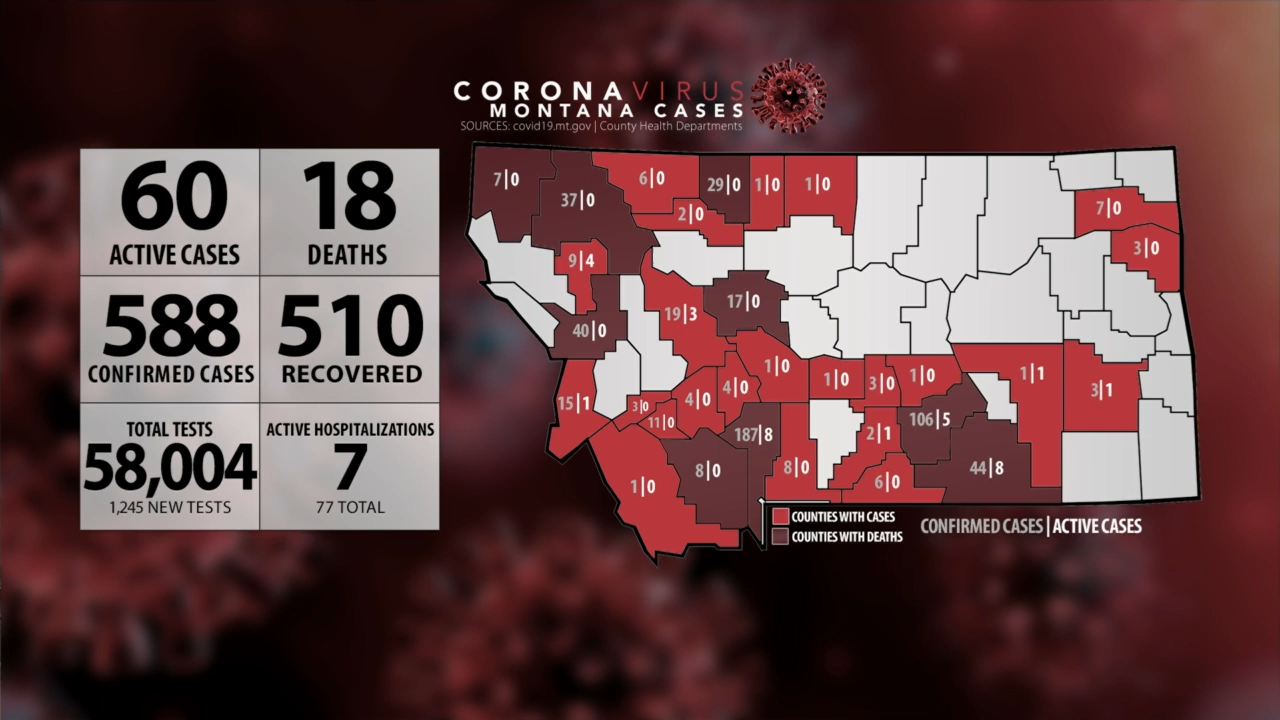 CORONAVIRUS
MONTANA CASES
SOURCES: covid19.mt.gov | County Health Departments
60
ACTIVE CASES
18
DEATHS
588
CONFIRMED CASES
510
RECOVERED
TOTAL TESTS
58,004
1,245 NEW TESTS
ACTIVE HOSPITALIZATIONS
7
77 TOTAL
7|0
37|0
6|0
29|0
1|0
1|0
2|0
7|0
3|0
9|4
19|3
17|0
40|0
1|0
1|0
3|0
1|0
1|1
3|1
15|1
3|0
11|0
4|0
4|0
187|8
106|5
2|1
1|0
8|0
8|0
6|0
44|8
COUNTIES WITH CASES
COUNTIES WITH DEATHS
CONFIRMED CASES | ACTIVE CASES